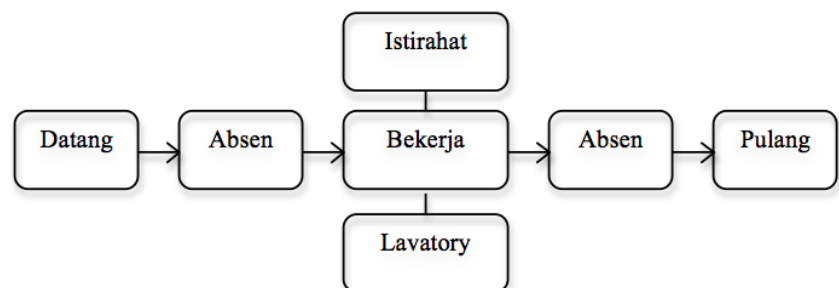 Istirahat
Datang
Absen
Bekerja
Absen
Pulang
Lavatory